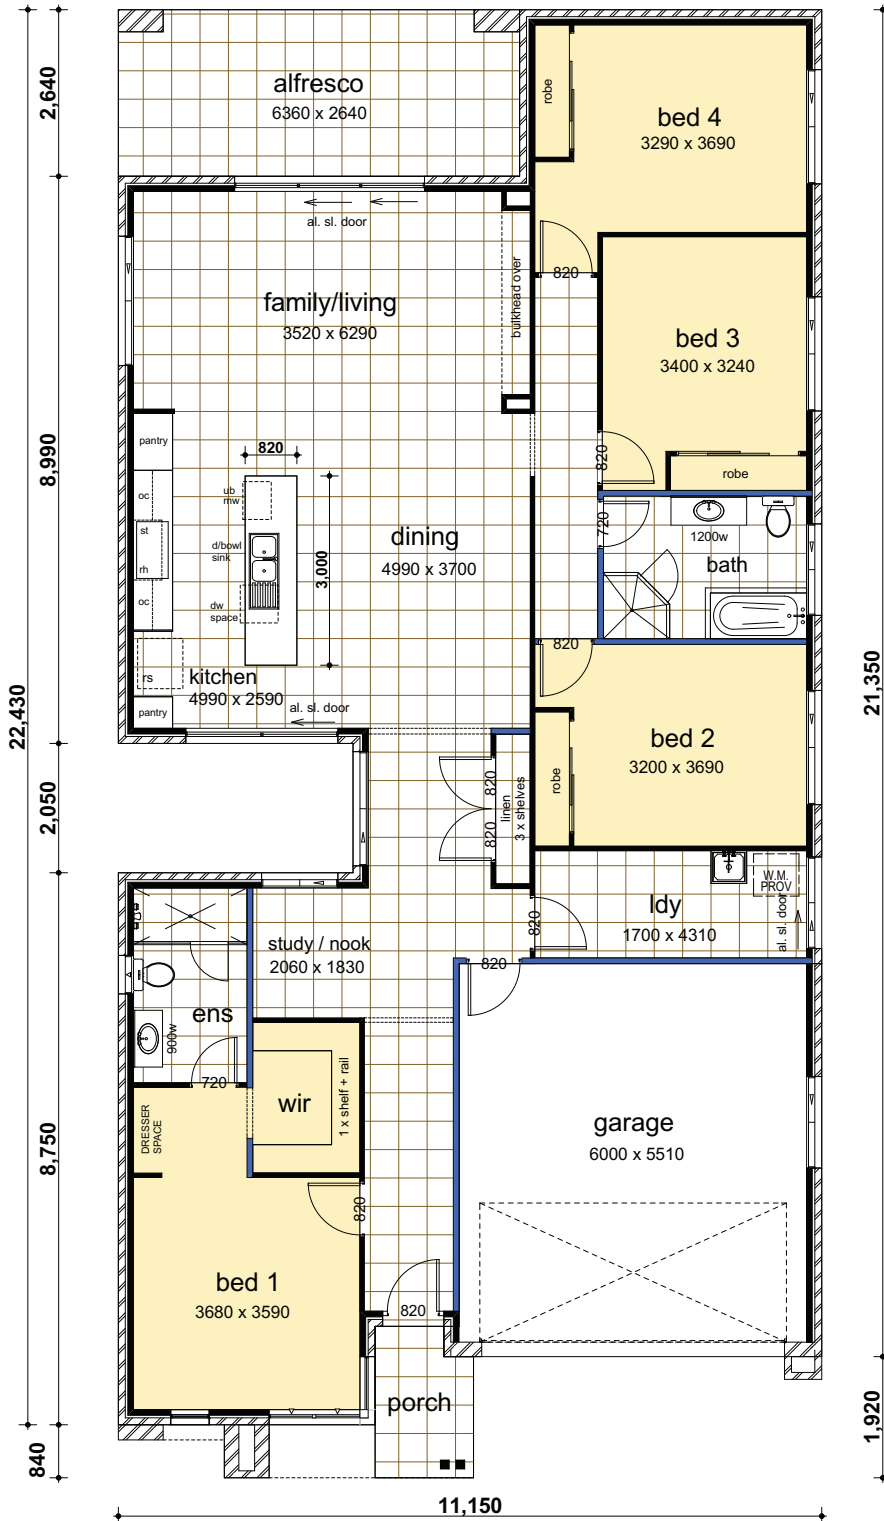 alfresco
6360 x 2640
robe
bed 4
3290 x 3690
2,640
al. sl. door
820
family/living
3520 x 6290
bulkhead over
bed 3
3400 x 3240
8,990
pantry
820
820
robe
oc
ub
mw
st
d/bowl
sink
3,000
dining
4990 x 3700
720
1200w
bath
rh
oc
dw
space
820
rs
kitchen
4990 x 2590
pantry
al. sl. door
22,430
21,350
bed 2
3200 x 3690
robe
820
820
linen
3 x shelves
2,050
W.M.
PROV
ldy
1700 x 4310
al. sl. door
820
study / nook
2060 x 1830
820
ens
900w
720
wir
1 x shelf + rail
DRESSER
SPACE
garage
6000 x 5510
8,750
820
bed 1
3680 x 3590
820
porch
1,920
840
11,150